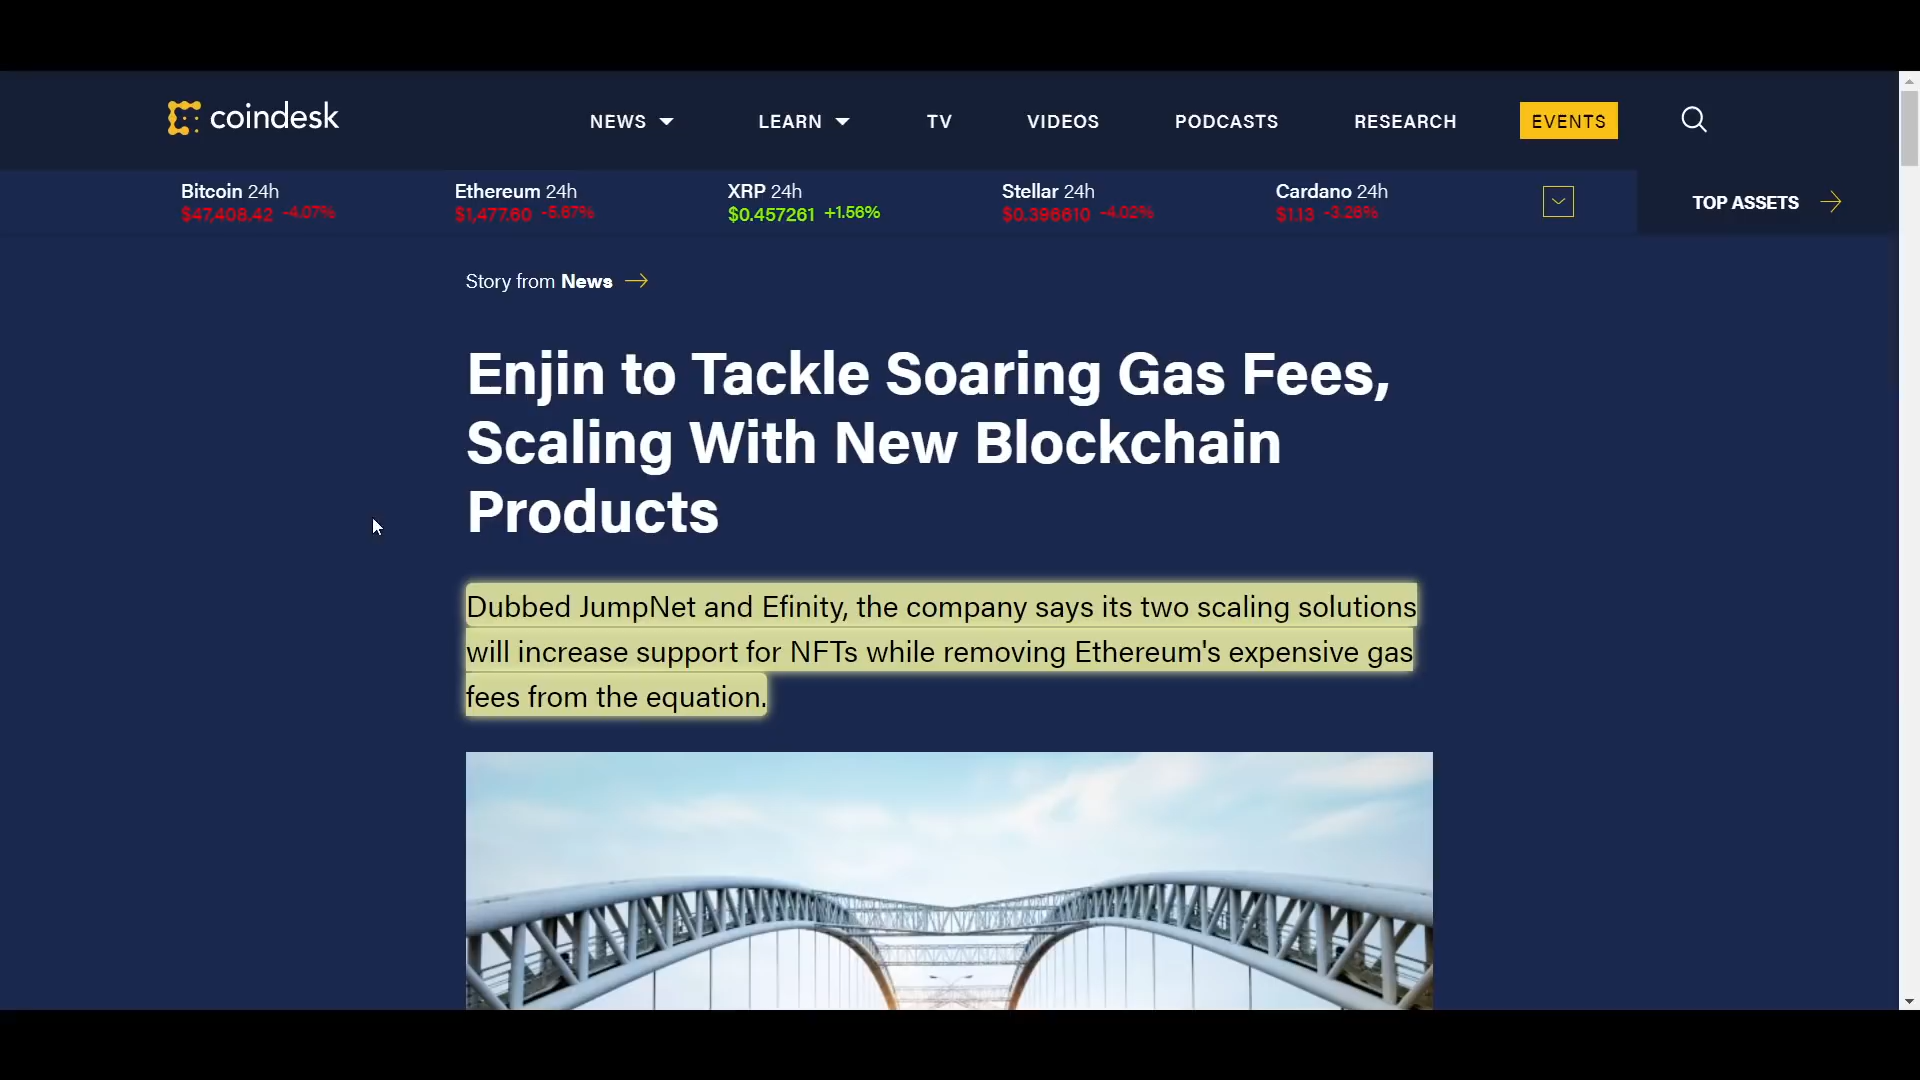 coindesk
NEWS LEARN TV VIDEOS PODCASTS RESEARCH EVENTS
Bitcoin 24h
$47,408.42 -4.07%
Ethereum 24h
$1,477.60 -5.67%
XRP 24h
$0.457261 +1.56%
Stellar 24h
$0.396610 -4.02%
Cardano 24h
$1.13 -3.26%
TOP ASSETS
Story from News
Enjin to Tackle Soaring Gas Fees,
Scaling With New Blockchain
Products
Dubbed JumpNet and Efinity, the company says its two scaling solutions
will increase support for NFTs while removing Ethereum's expensive gas
fees from the equation.